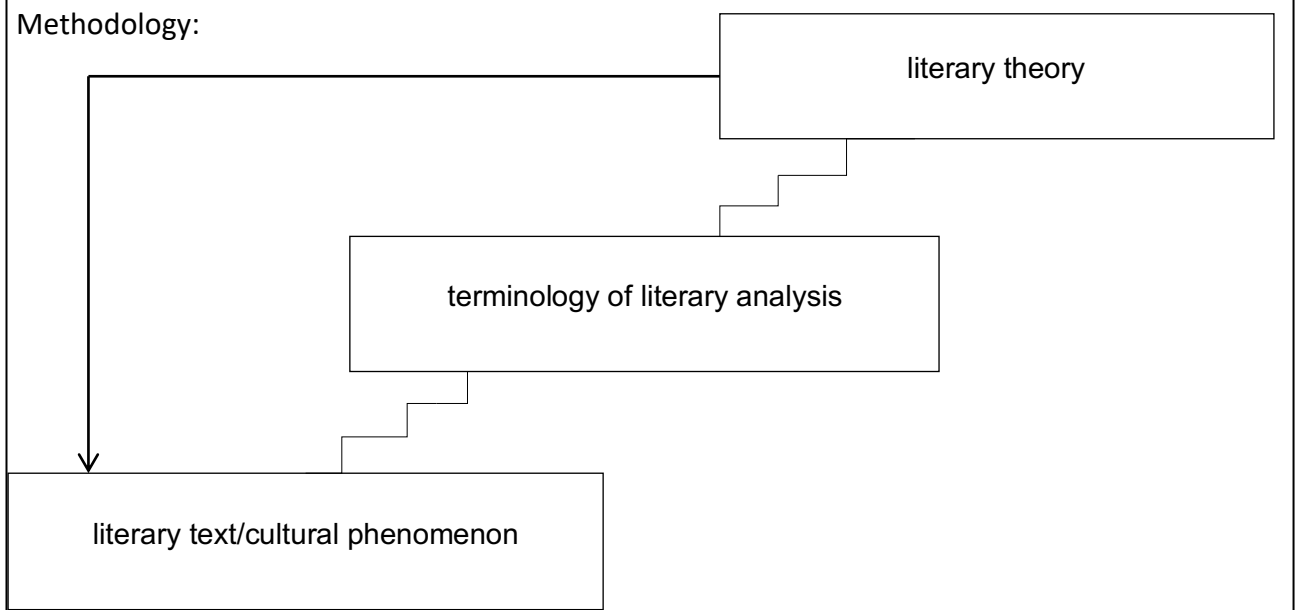 Methodology:
literary theory
terminology of literary analysis
literary text/cultural phenomenon